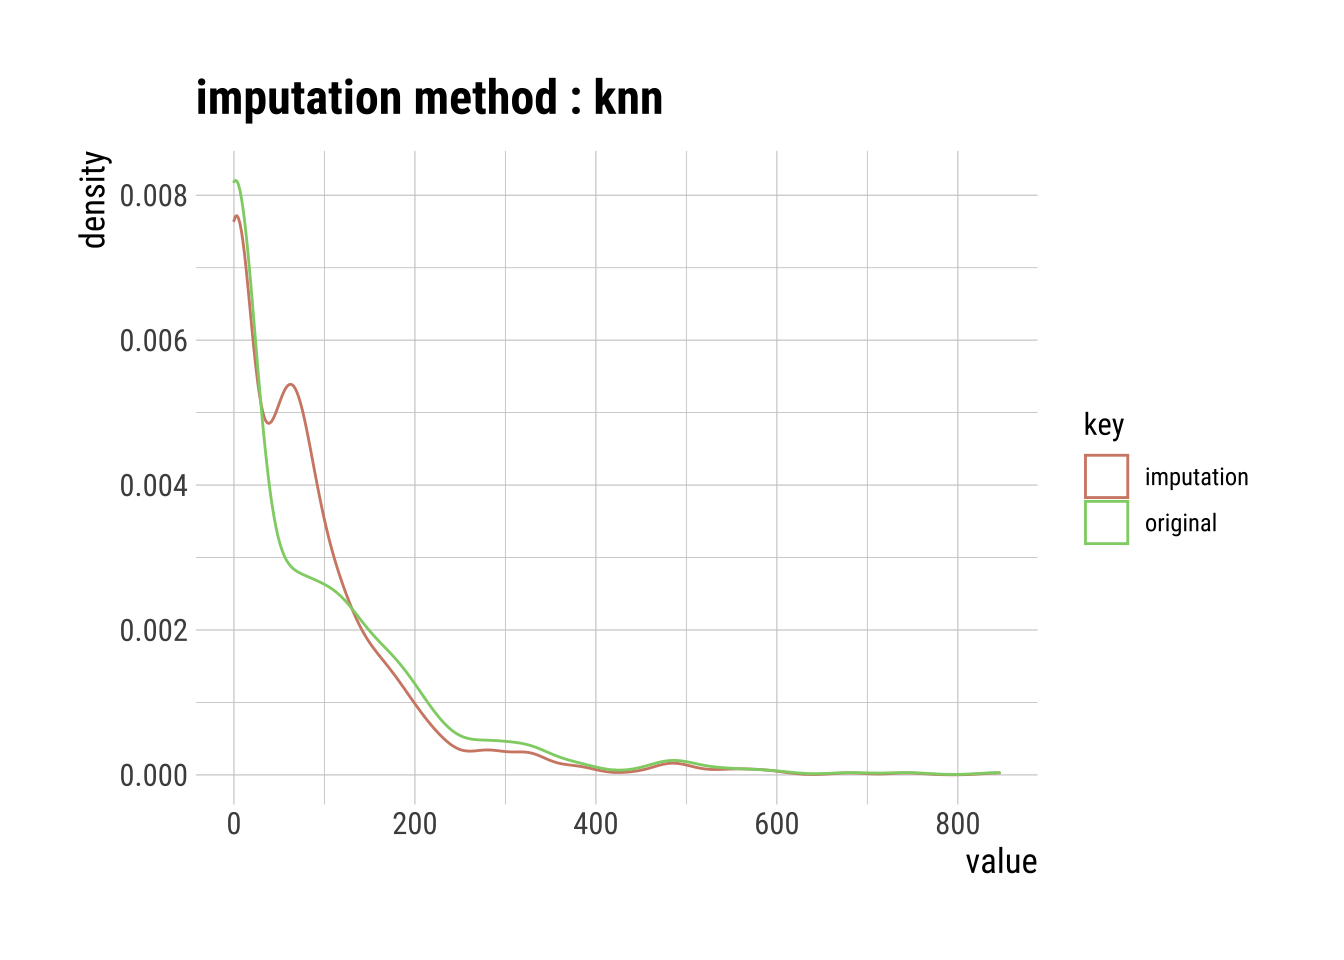 imputation method : knn
density
0.008
0.006
0.004
0.002
0.000
0 200 400 600 800
value
key
imputation
original